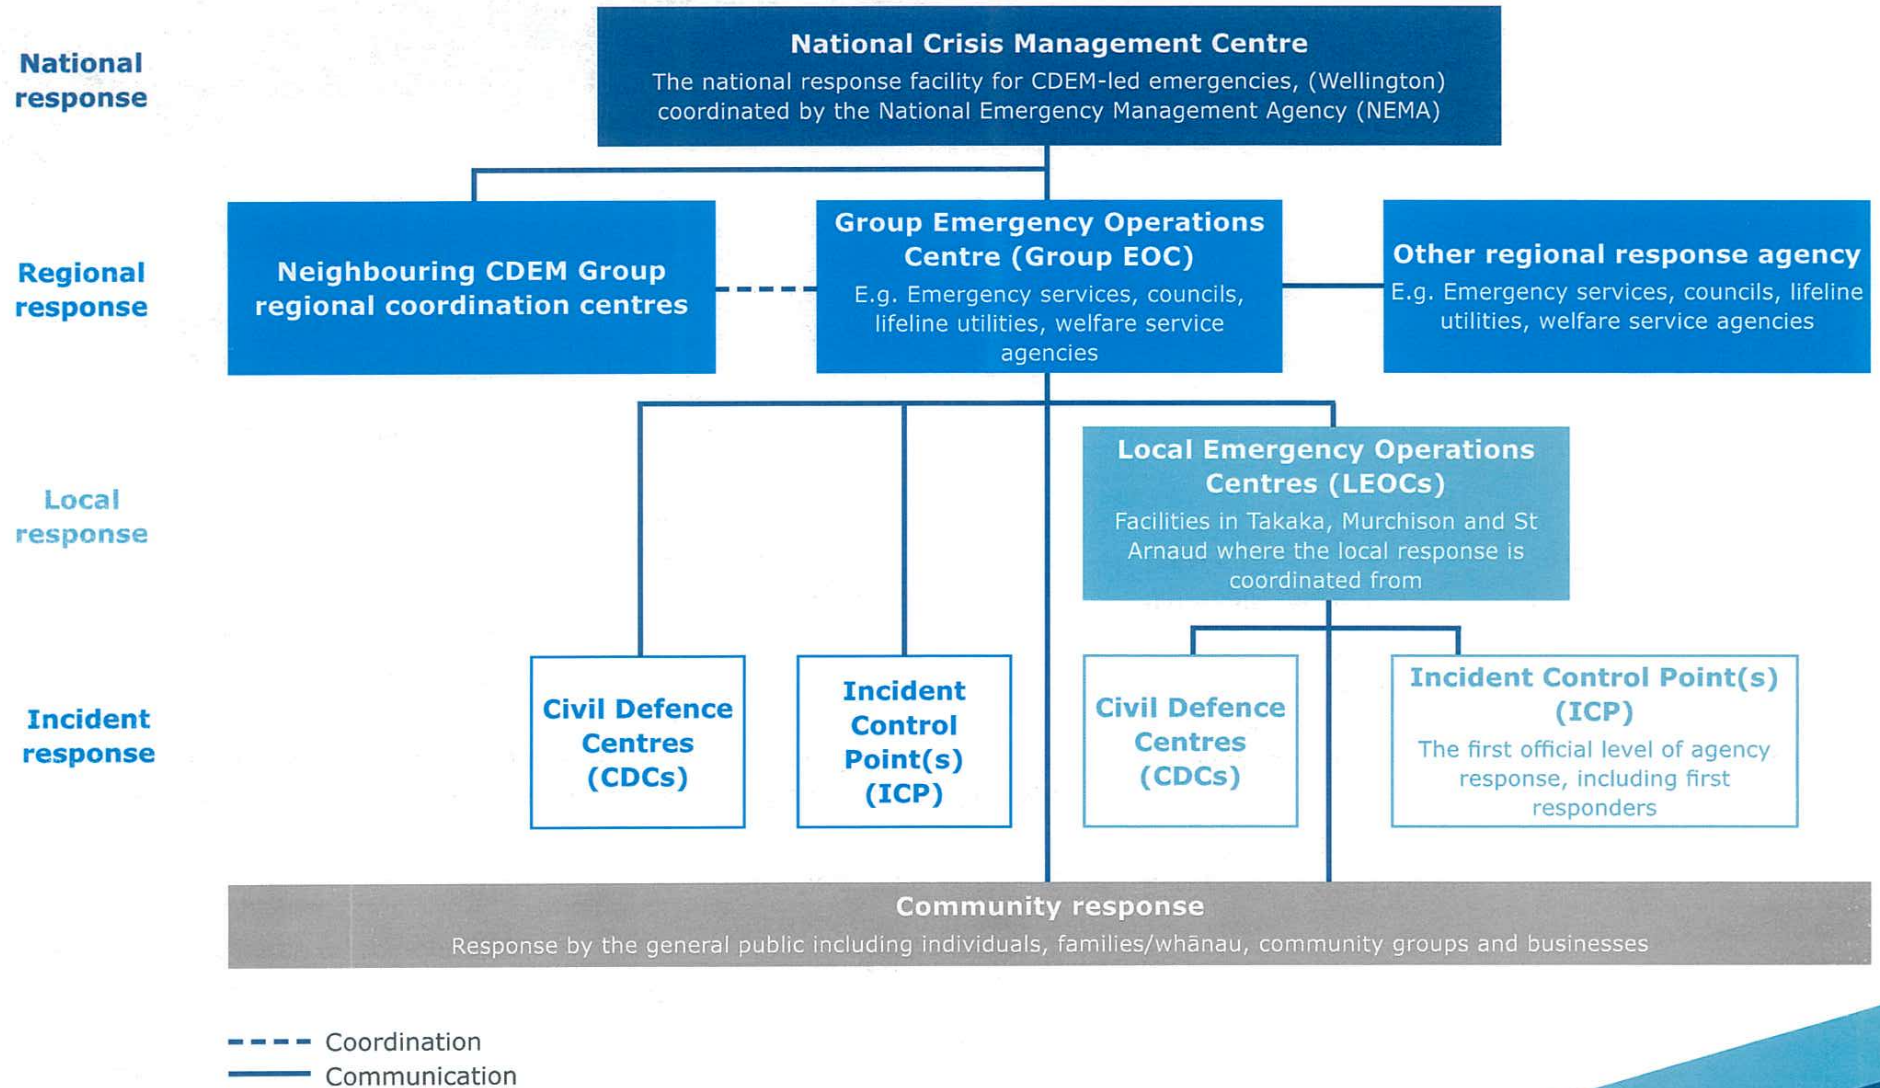 National
response
National Crisis Management Centre
The national response facility for CDEM-led emergencies, (Wellington)
coordinated by the National Emergency Management Agency (NEMA)
Regional
response
Neighbouring CDEM Group
regional coordination centres
Group Emergency Operations
Centre (Group EOC)
E.g. Emergency services, councils,
lifeline utilities, welfare service
agencies
Other regional response agency
E.g. Emergency services, councils, lifeline
utilities, welfare service agencies
Local
response
Local Emergency Operations
Centres (LEOCs)
Facilities in Takaka, Murchison and St
Arnaud where the local response is
coordinated from
Incident
response
Civil Defence
Centres
(CDCs)
Incident
Control
Point(s)
(ICP)
Civil Defence
Centres
(CDCs)
Incident Control Point(s)
(ICP)
The first official level of agency
response, including first
responders
Community response
Response by the general public including individuals, families/whānau, community groups and businesses
Coordination
Communication